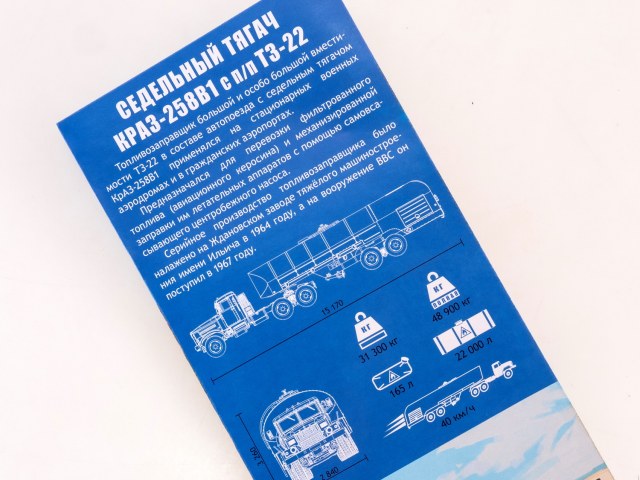 СЕДЕЛЬНЫЙ ТЯГАЧ
КРАЗ-258В1 с п/п ТЗ-22
Топливозаправщик большой и особо большой вмести-
мости ТЗ-22 в составе автопоезда с седельным тягачом
КрАЗ-258В1 применялся на стационарных военных
аэродромах и в гражданских аэропортах.
Предназначался для перевозки фильтрованного
топлива (авиационного керосина) и механизированной
заправки им летательных аппаратов с помощью самовса-
сывающего центробежного насоса.
Серийное производство топливозаправщика было
налажено на Ждановском заводе тяжёлого машинострое-
ния имени Ильича в 1964 году, а на вооружение ВВС он
поступил в 1967 году.
15 170
КГ
31 300 кг
КГ
48 900 кг
165 л
22 000 л
40 км/ч
2 840